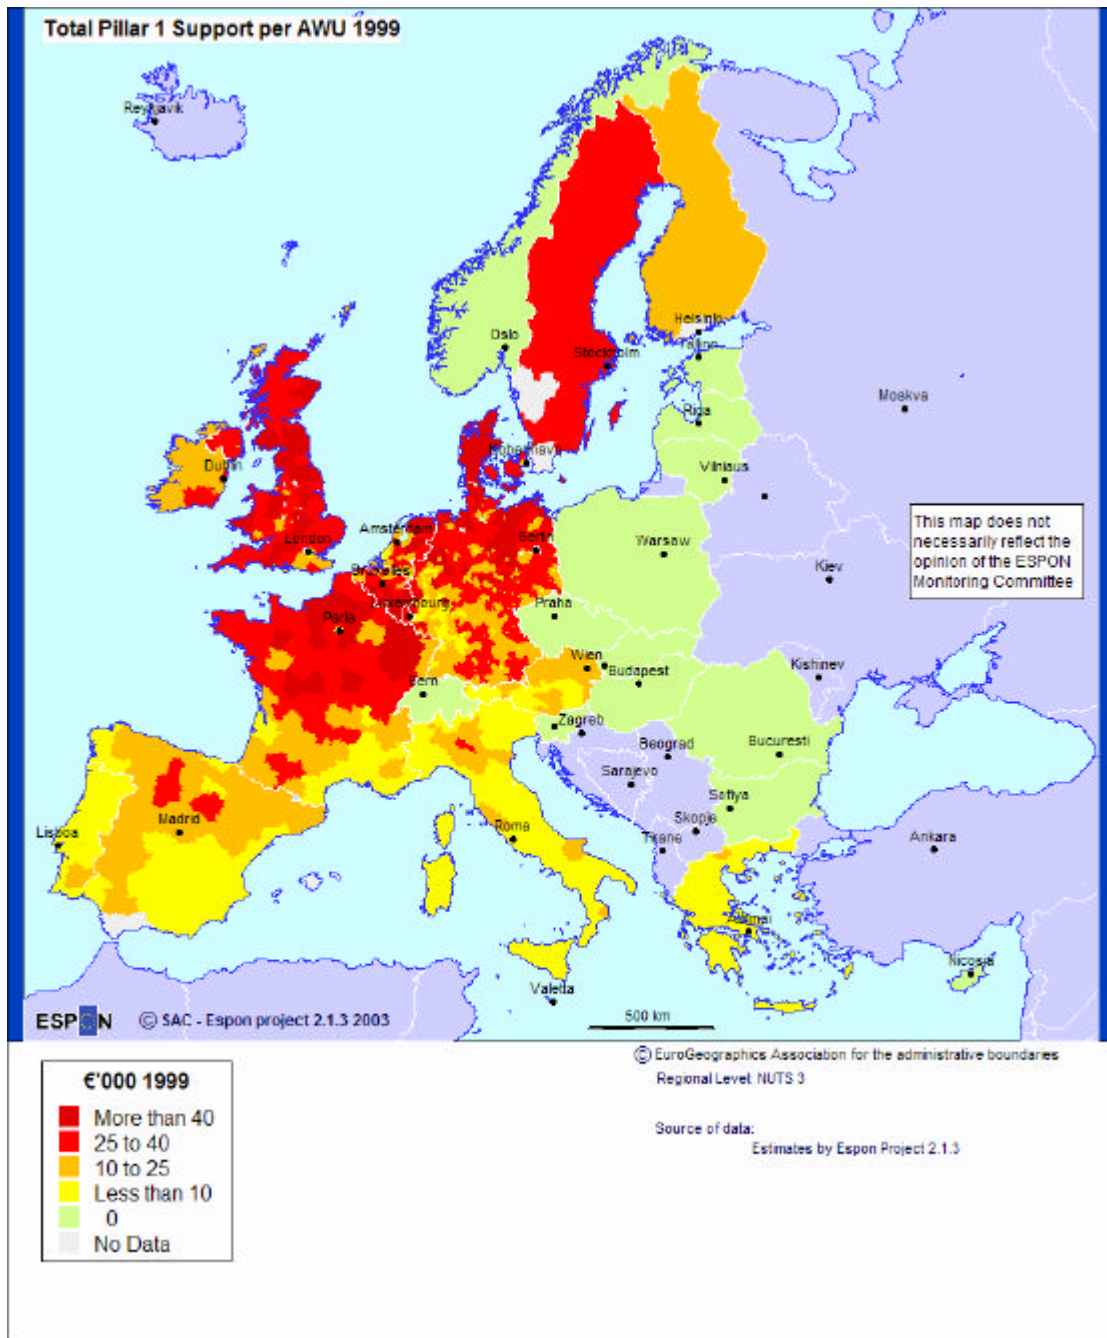 Total Pillar 1 Support per AWU 1999
Reykjavik
Oslo
Helsinki
Tallinn
Stockholm
Riga
Moskva
Vilnius
Dublin
Amsterdam
London
Berlin
Warsaw
This map does not
necessarily reflect the
opinion of the ESPON
Monitoring Committee
Kiev
Paris
Praha
Wien
Budapest
Kishinev
Bern
Zagreb
Beograd
Bucuresti
Sarajevo
Sofiya
Madrid
Lisboa
Roma
Skopje
Tirane
Ankara
Nicosia
Valetta
500 km
ESPON © SAC - Espon project 2.1.3 2003
© EuroGeographics Association for the administrative boundaries
Regional Level: NUTS 3
Source of data:
Estimates by Espon Project 2.1.3
€'000 1999
More than 40
25 to 40
10 to 25
Less than 10
0
No Data